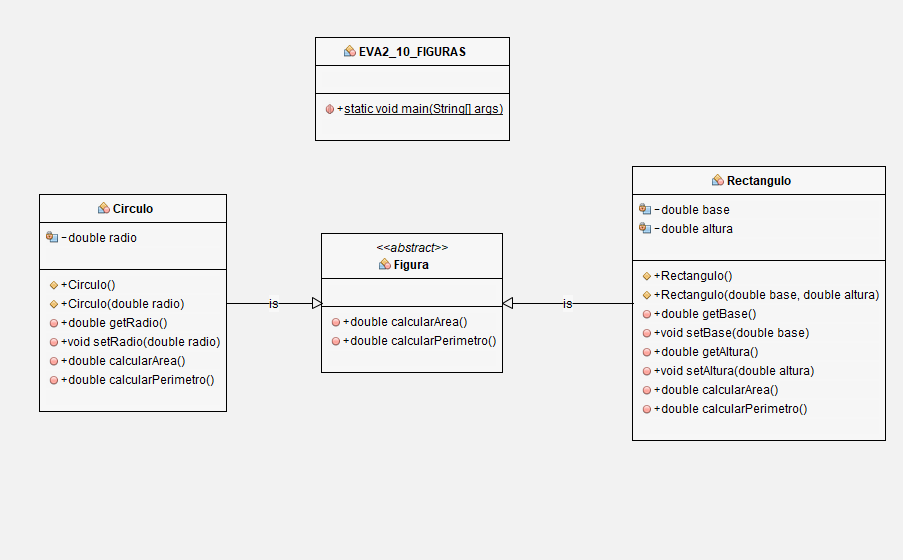 EVA2_10_FIGURAS
+static void main(String[] args)
Circulo
-double radio
+Circulo()
+Circulo(double radio)
+double getRadio()
+void setRadio(double radio)
+double calcularArea()
+double calcularPerimetro()
is
<<abstract>>
Figura
+double calcularArea()
+double calcularPerimetro()
is
Rectangulo
-double base
-double altura
+Rectangulo()
+Rectangulo(double base, double altura)
+double getBase()
+void setBase(double base)
+double getAltura()
+void setAltura(double altura)
+double calcularArea()
+double calcularPerimetro()